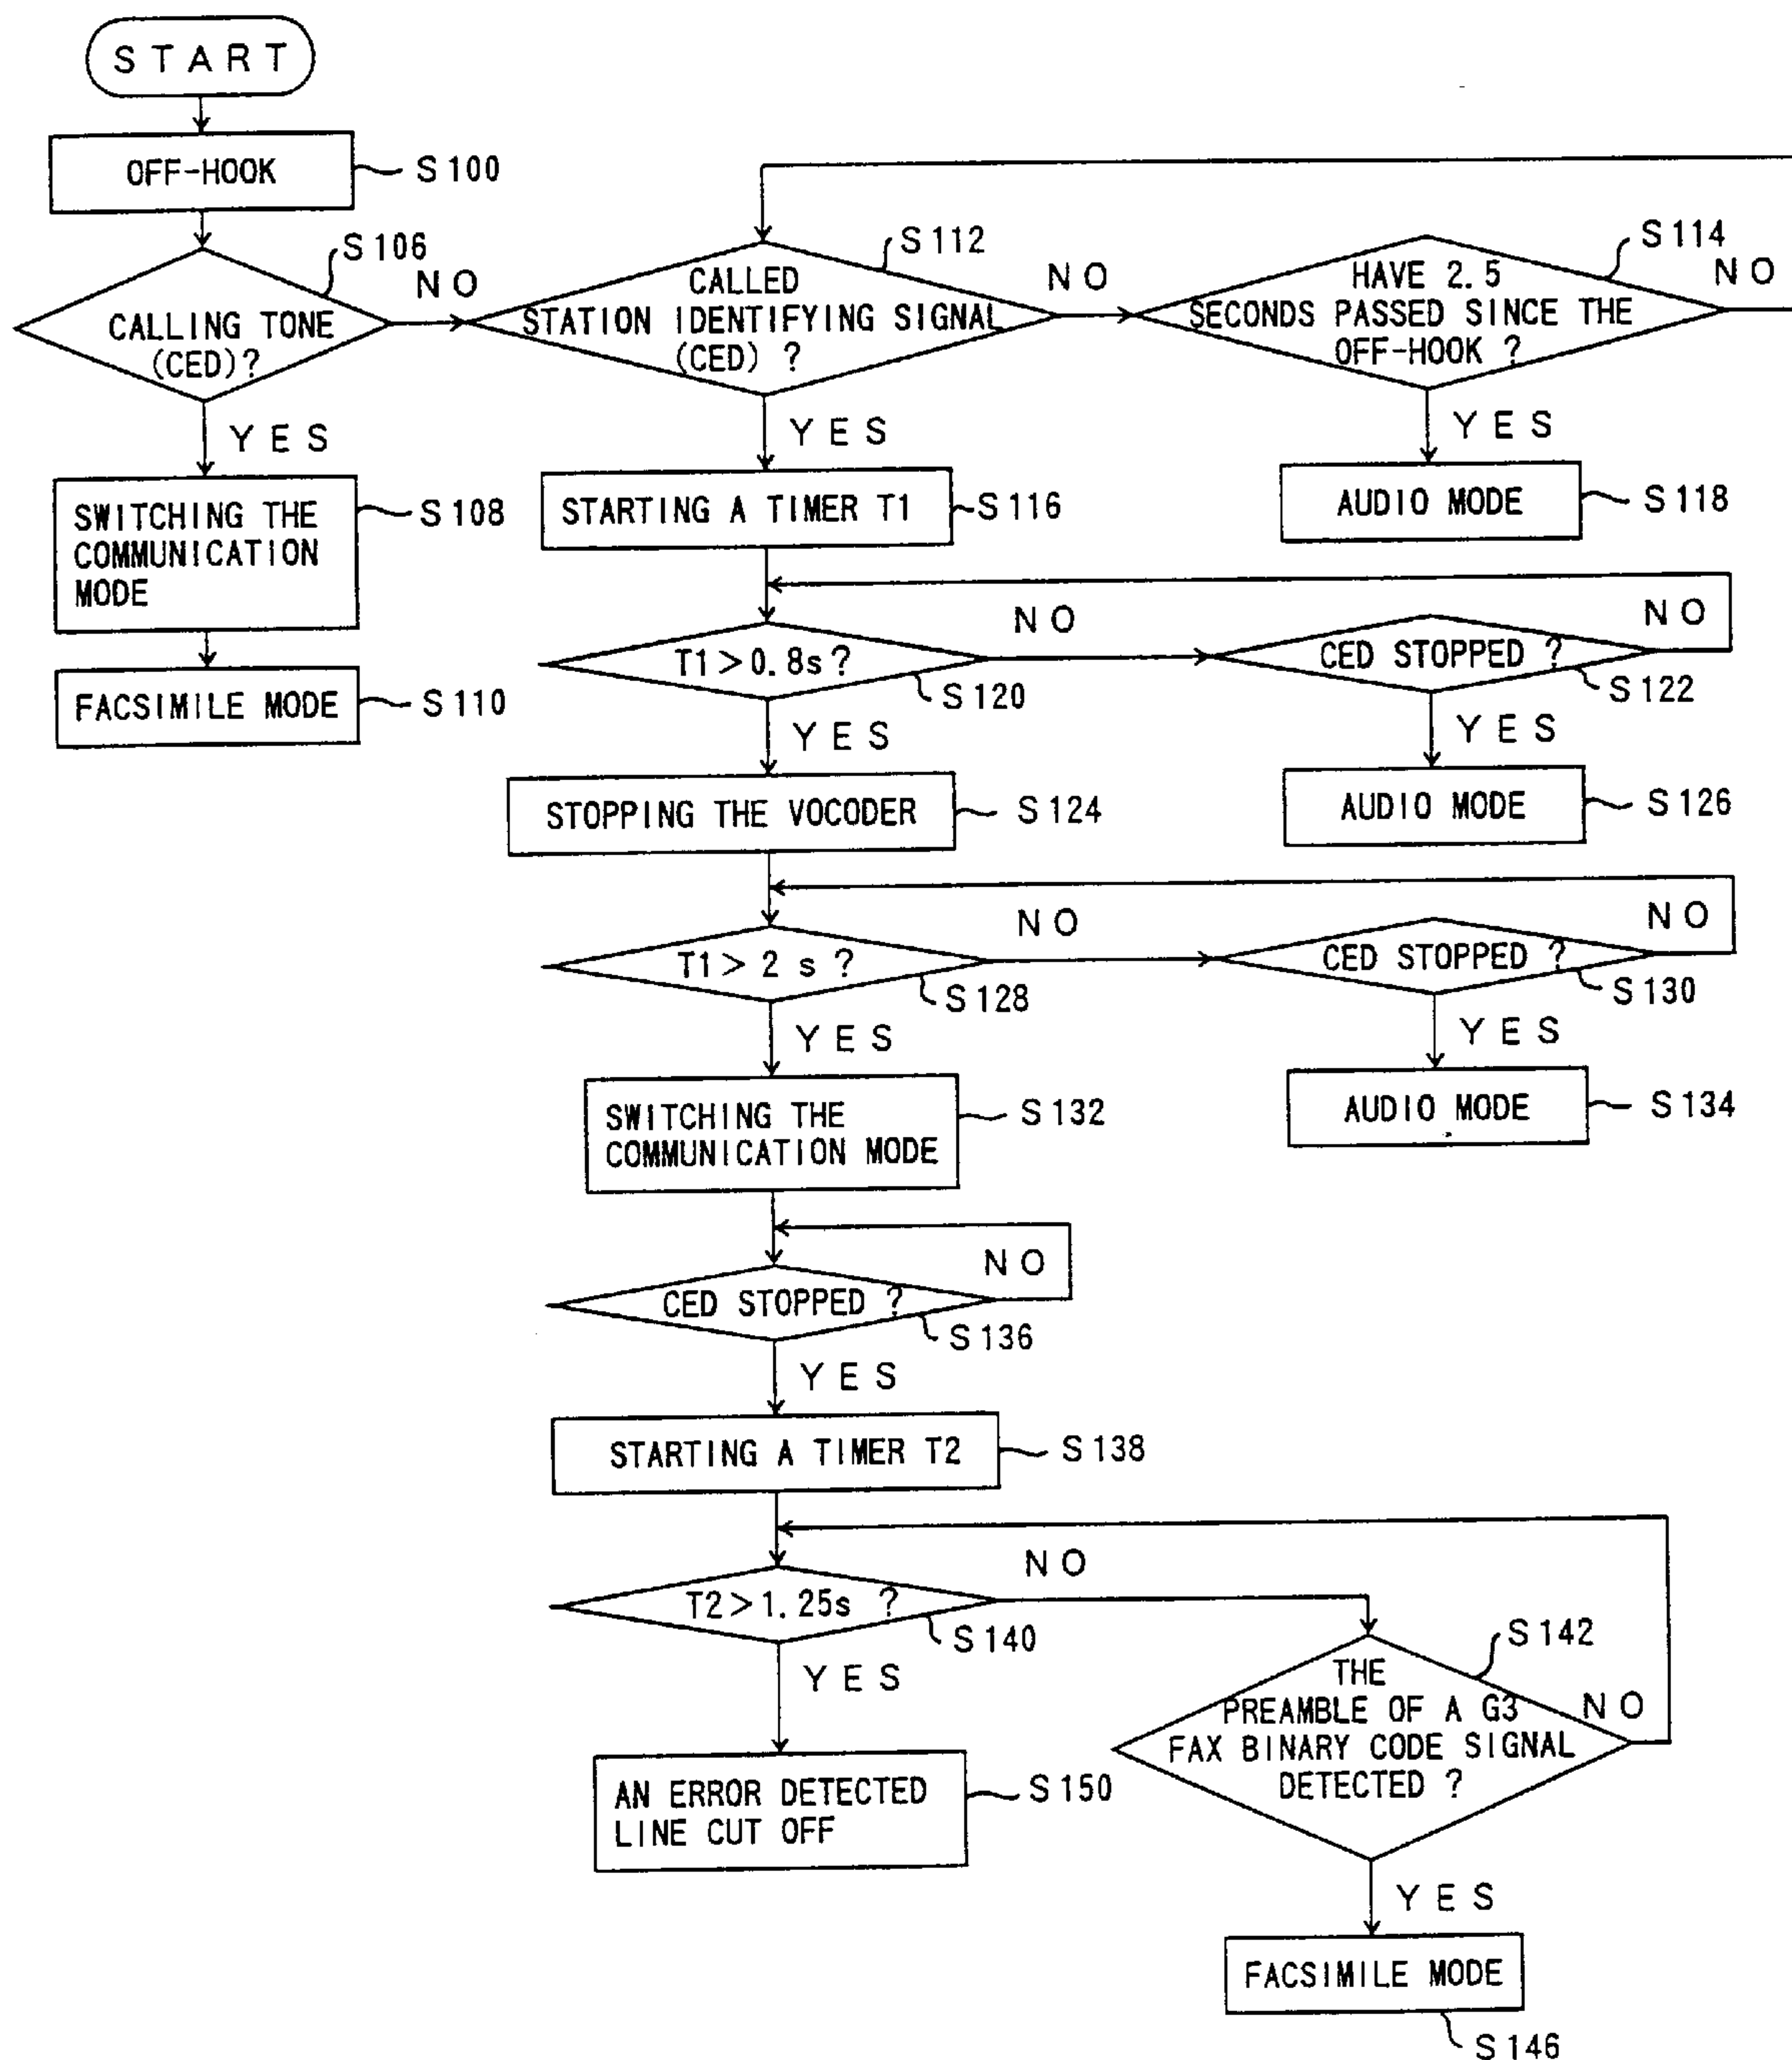 START
OFF-HOOK
S100
S106
CALLING TONE
(CED)?
NO
YES
SWITCHING THE
COMMUNICATION
MODE
S108
FACSIMILE MODE
S110
S112
CALLED
STATION IDENTIFYING SIGNAL
(CED) ?
NO
YES
S114
HAVE 2.5
SECONDS PASSED SINCE THE
OFF-HOOK ?
NO
YES
AUDIO MODE
S118
STARTING A TIMER T1
S116
T1>0.8s?
S120
NO
YES
CED STOPPED ?
S122
NO
YES
AUDIO MODE
S126
STOPPING THE VOCODER
S124
T1> 2 s ?
S128
NO
YES
CED STOPPED ?
S130
NO
YES
AUDIO MODE
S134
SWITCHING THE
COMMUNICATION MODE
S132
CED STOPPED ?
S136
NO
YES
STARTING A TIMER T2
S138
T2>1.25s ?
S140
NO
YES
AN ERROR DETECTED
LINE CUT OFF
S150
S142
THE
PREAMBLE OF A G3
FAX BINARY CODE SIGNAL
DETECTED ?
NO
YES
FACSIMILE MODE
S146